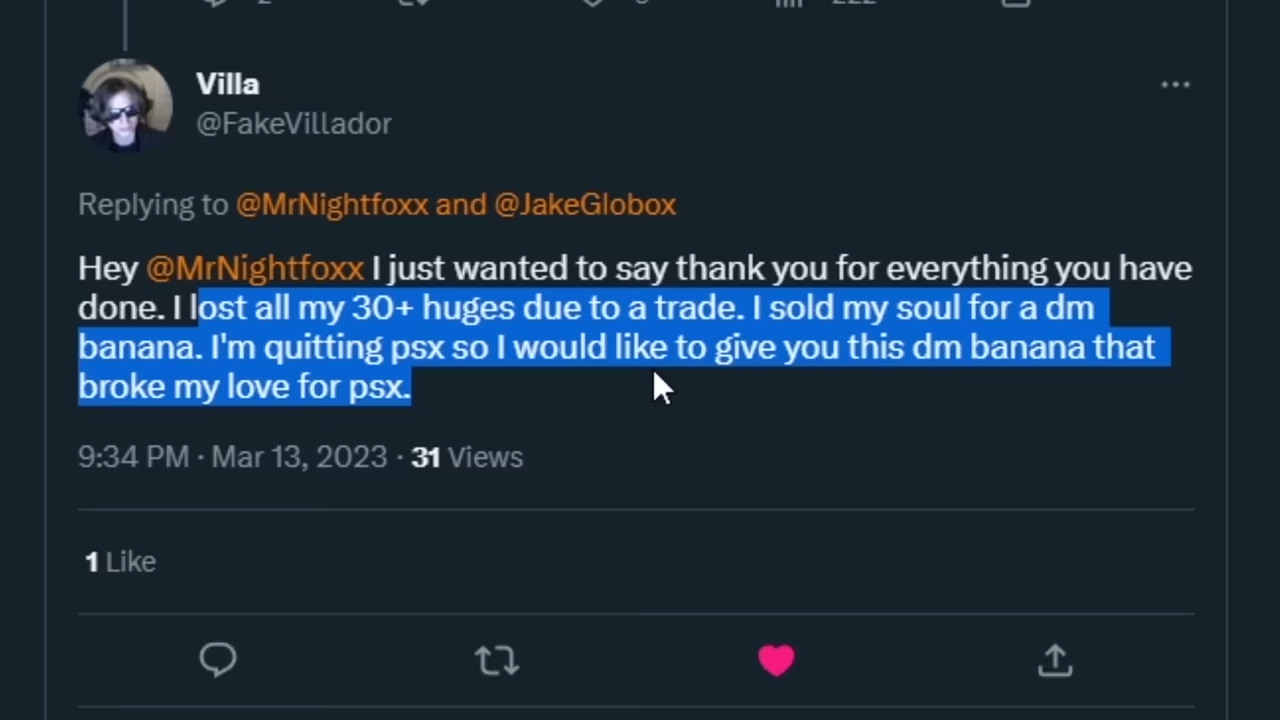 Villa
@FakeVillador
Replying to @MrNightfoxx and @JakeGlobox
Hey @MrNightfoxx I just wanted to say thank you for everything you have
done. I lost all my 30+ huges due to a trade. I sold my soul for a dm
banana. I'm quitting psx so I would like to give you this dm banana that
broke my love for psx.
9:34 PM · Mar 13, 2023 · 31 Views
1 Like